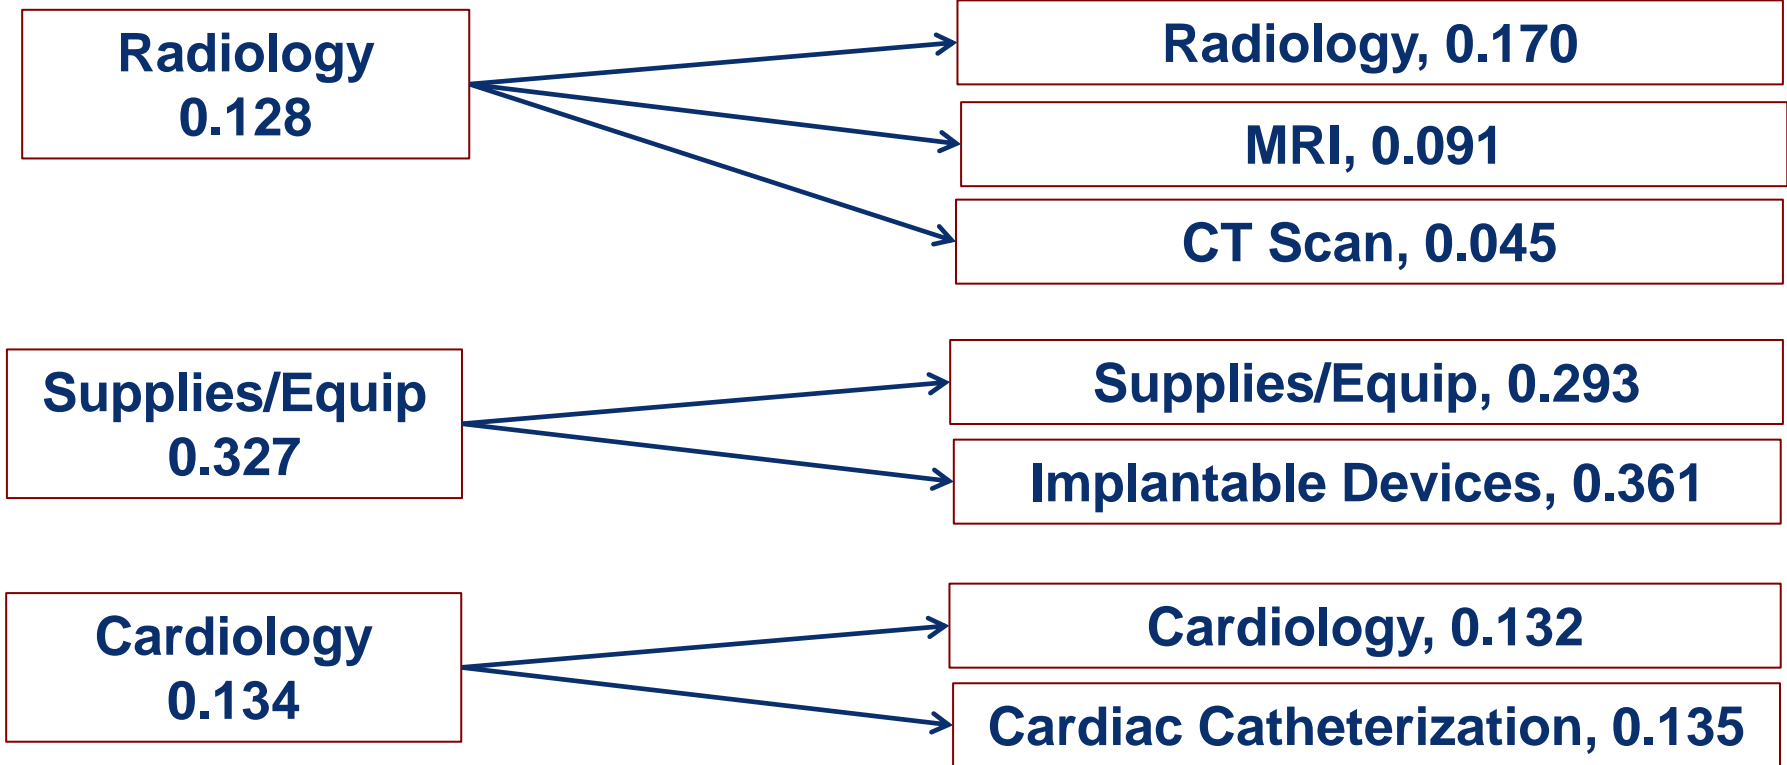 Radiology
0.128
Radiology, 0.170
MRI, 0.091
CT Scan, 0.045
Supplies/Equip
0.327
Supplies/Equip, 0.293
Implantable Devices, 0.361
Cardiology
0.134
Cardiology, 0.132
Cardiac Catheterization, 0.135